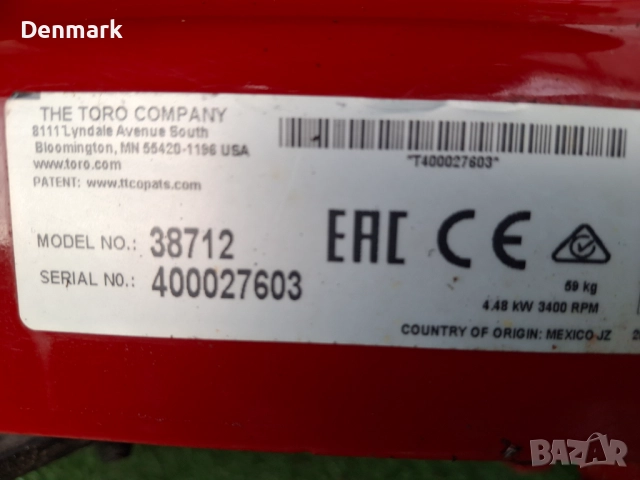 Denmark
THE TORO COMPANY
8111 Lyndale Avenue South
Bloomington, MN 55420-1196 USA
www.toro.com
PATENT: www.ttcopats.com
*T400027603*
MODEL NO.: 38712
SERIAL NO.: 400027603
EAC CE
59 kg
4.48 kW 3400 RPM
COUNTRY OF ORIGIN: MEXICO JZ
BAZAR